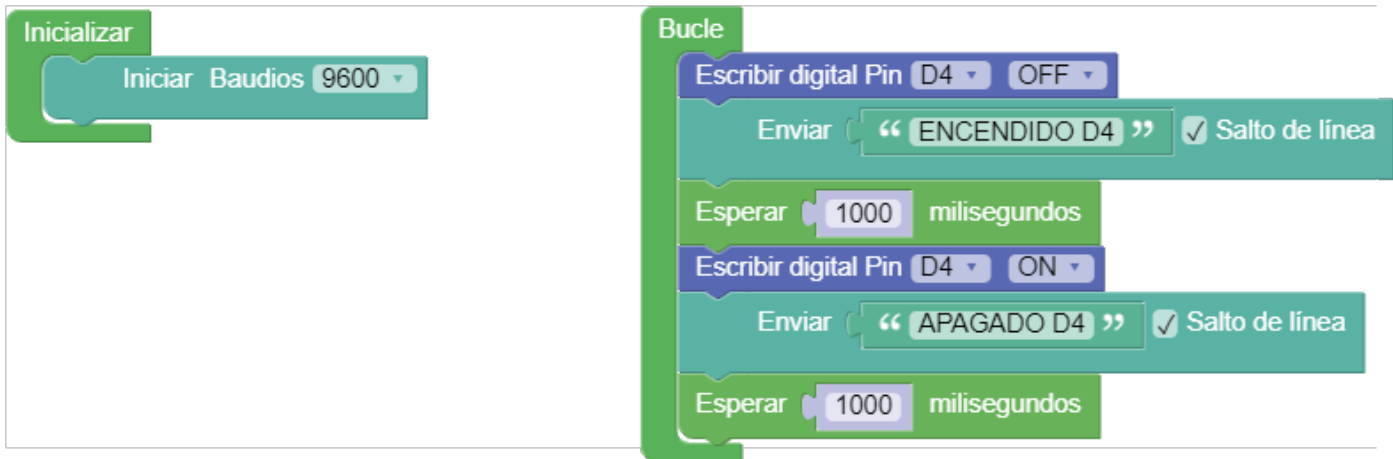 Inicializar
Iniciar Baudios 9600
Bucle
Escribir digital Pin D4 OFF
Enviar “ ENCENDIDO D4 ” Salto de línea
Esperar 1000 milisegundos
Escribir digital Pin D4 ON
Enviar “ APAGADO D4 ” Salto de línea
Esperar 1000 milisegundos